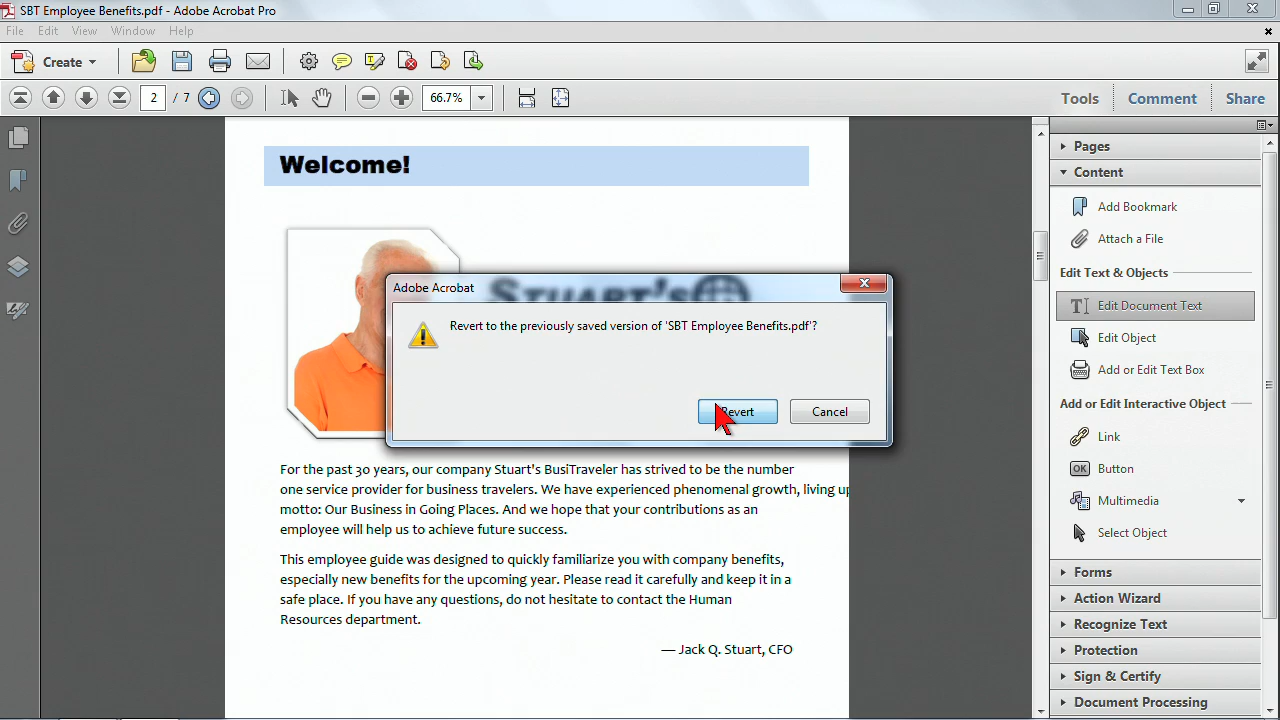 SBT Employee Benefits.pdf - Adobe Acrobat Pro
File Edit View Window Help
Create
2 / 7 66.7% Tools Comment Share
Pages
Content
Add Bookmark
Attach a File
Edit Text & Objects
Edit Document Text
Edit Object
Add or Edit Text Box
Add or Edit Interactive Object
Link
OK Button
Multimedia
Select Object
Forms
Action Wizard
Recognize Text
Protection
Sign & Certify
Document Processing
Welcome!
STUART'S
Adobe Acrobat
Revert to the previously saved version of 'SBT Employee Benefits.pdf'?
Revert Cancel
For the past 30 years, our company Stuart's BusiTraveler has strived to be the number
one service provider for business travelers. We have experienced phenomenal growth, living up
motto: Our Business in Going Places. And we hope that your contributions as an
employee will help us to achieve future success.
This employee guide was designed to quickly familiarize you with company benefits,
especially new benefits for the upcoming year. Please read it carefully and keep it in a
safe place. If you have any questions, do not hesitate to contact the Human
Resources department.
— Jack Q. Stuart, CFO